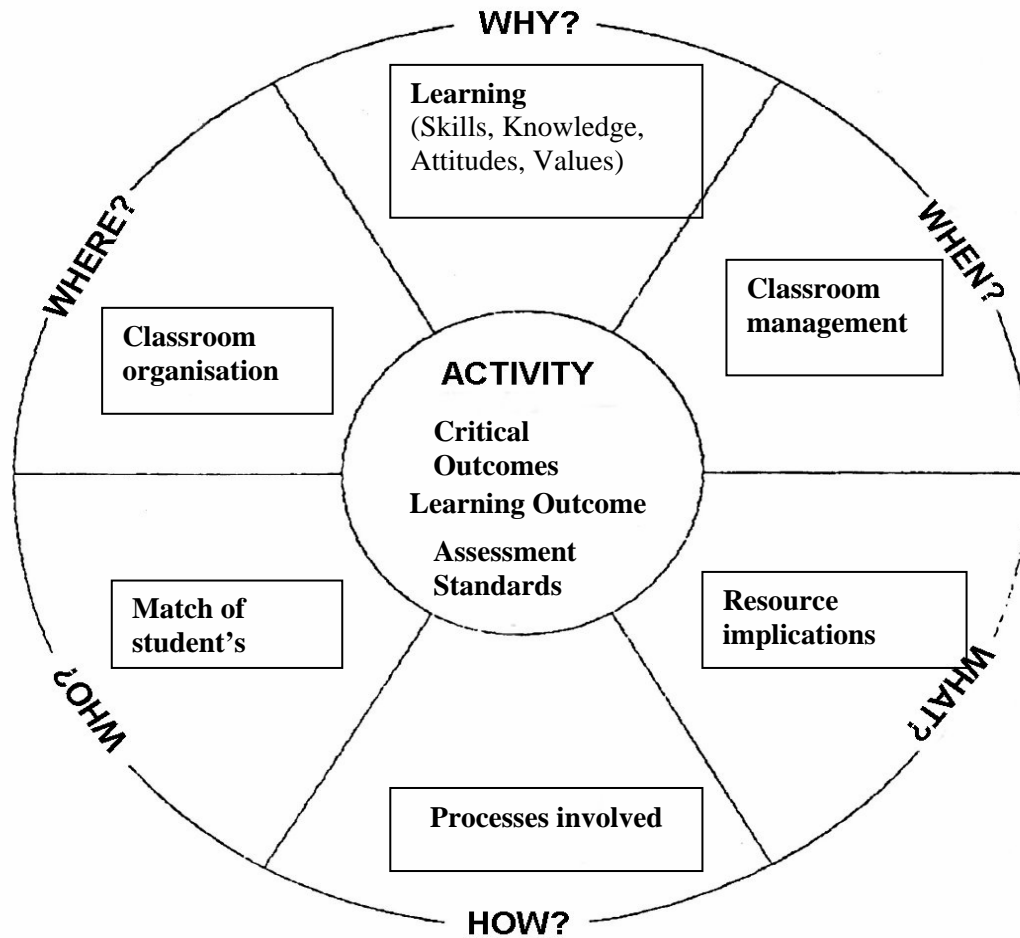 WHY?
Learning
(Skills, Knowledge,
Attitudes, Values)
WHERE?
WHEN?
Classroom
organisation
Classroom
management
ACTIVITY
Critical
Outcomes
Learning Outcome
Assessment
Standards
Match of
student’s
Resource
implications
WHO?
WHAT?
Processes involved
HOW?